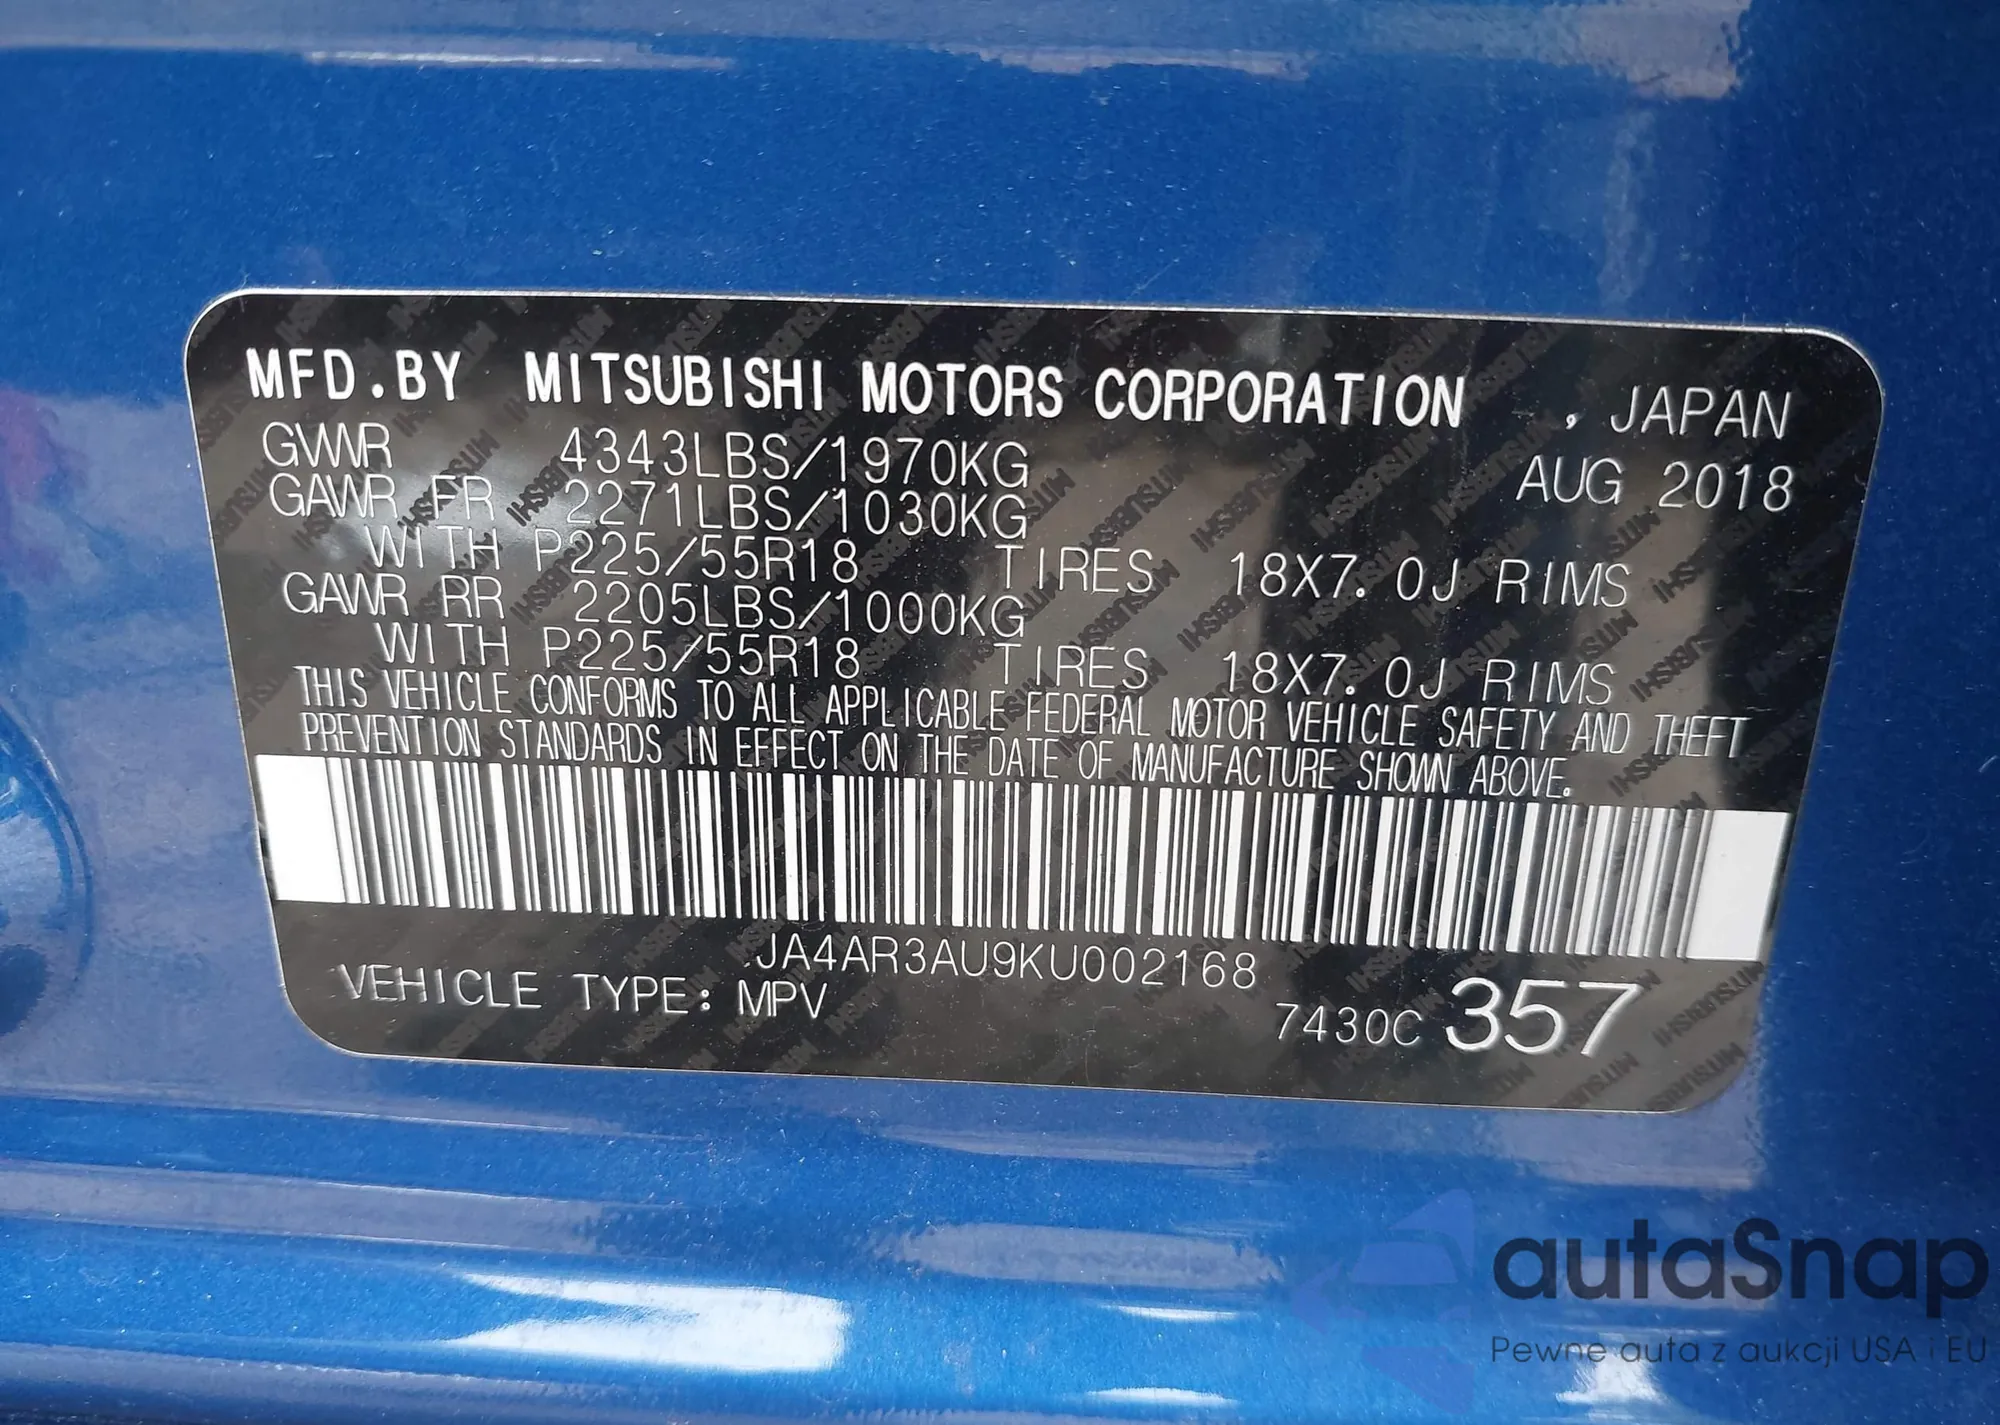 MFD.BY MITSUBISHI MOTORS CORPORATION , JAPAN
GVWR 4343LBS/1970KG AUG 2018
GAWR FR 2271LBS/1030KG
WITH P225/55R18 TIRES 18X7.0J RIMS
GAWR RR 2205LBS/1000KG
WITH P225/55R18 TIRES 18X7.0J RIMS
THIS VEHICLE CONFORMS TO ALL APPLICABLE FEDERAL MOTOR VEHICLE SAFETY AND THEFT
PREVENTION STANDARDS IN EFFECT ON THE DATE OF MANUFACTURE SHOWN ABOVE.
JA4AR3AU9KU002168
VEHICLE TYPE: MPV
7430C 357
autaSnap
Pewne auta z aukcji USA i EU